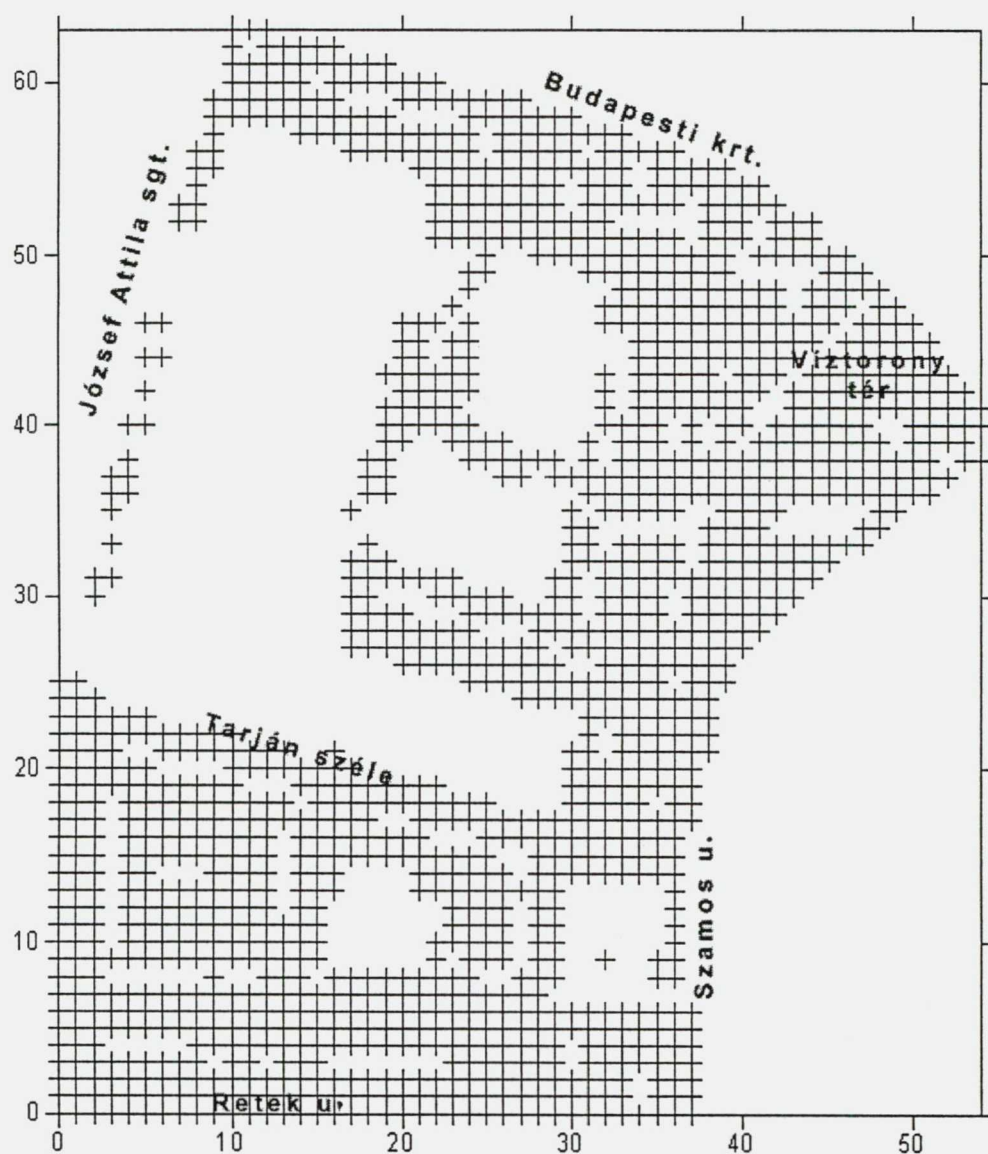 60
Budapesti krt.
József Attila sgt.
50
Víztorony
tér
40
30
Tarján széle
20
Szamos u.
10
Retek u.
0
0 10 20 30 40 50